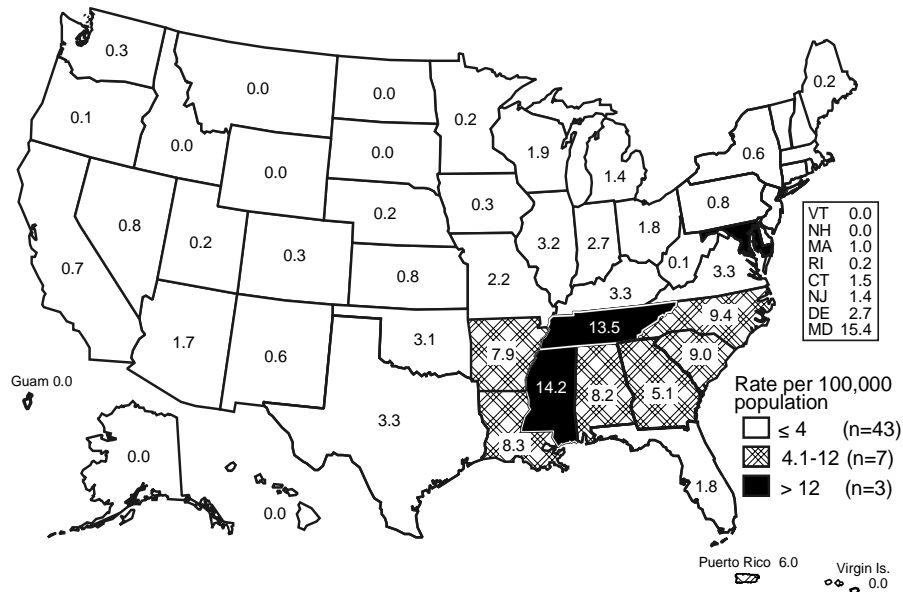 0.3
0.0
0.0
0.2
0.2
0.1
0.0
0.0
0.0
1.9
1.4
0.6
0.8
0.2
0.3
0.8
0.2
0.3
0.8
3.2
2.7
1.8
0.1
3.3
0.7
2.2
3.3
VT 0.0
NH 0.0
MA 1.0
RI 0.2
CT 1.5
NJ 1.4
DE 2.7
MD 15.4
1.7
0.6
3.1
7.9
13.5
9.4
9.0
14.2
8.2
5.1
8.3
3.3
1.8
Guam 0.0
0.0
0.0
Rate per 100,000
population
≤ 4 (n=43)
4.1-12 (n=7)
> 12 (n=3)
Puerto Rico 6.0
Virgin Is.
0.0